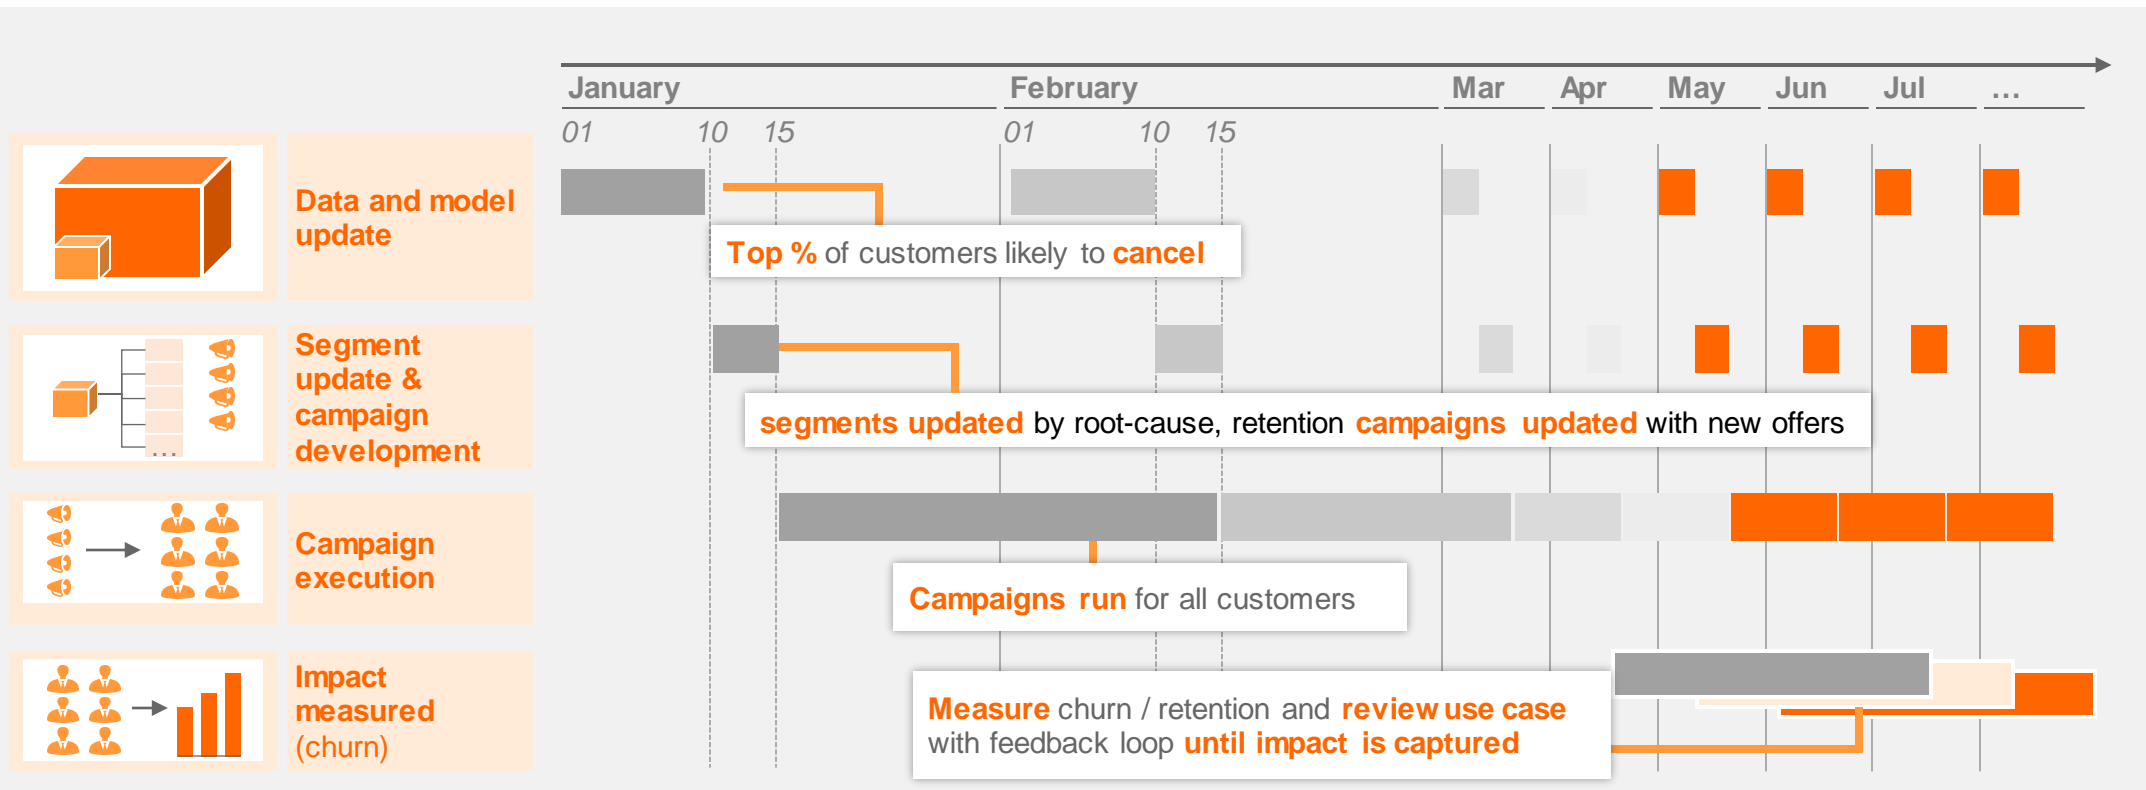 January February Mar Apr May Jun Jul …
01 10 15 01 10 15
Data and model
update
Top % of customers likely to cancel
Segment
update &
campaign
development
…
segments updated by root-cause, retention campaigns updated with new offers
Campaign
execution
Campaigns run for all customers
Impact
measured
(churn)
Measure churn / retention and review use case
with feedback loop until impact is captured